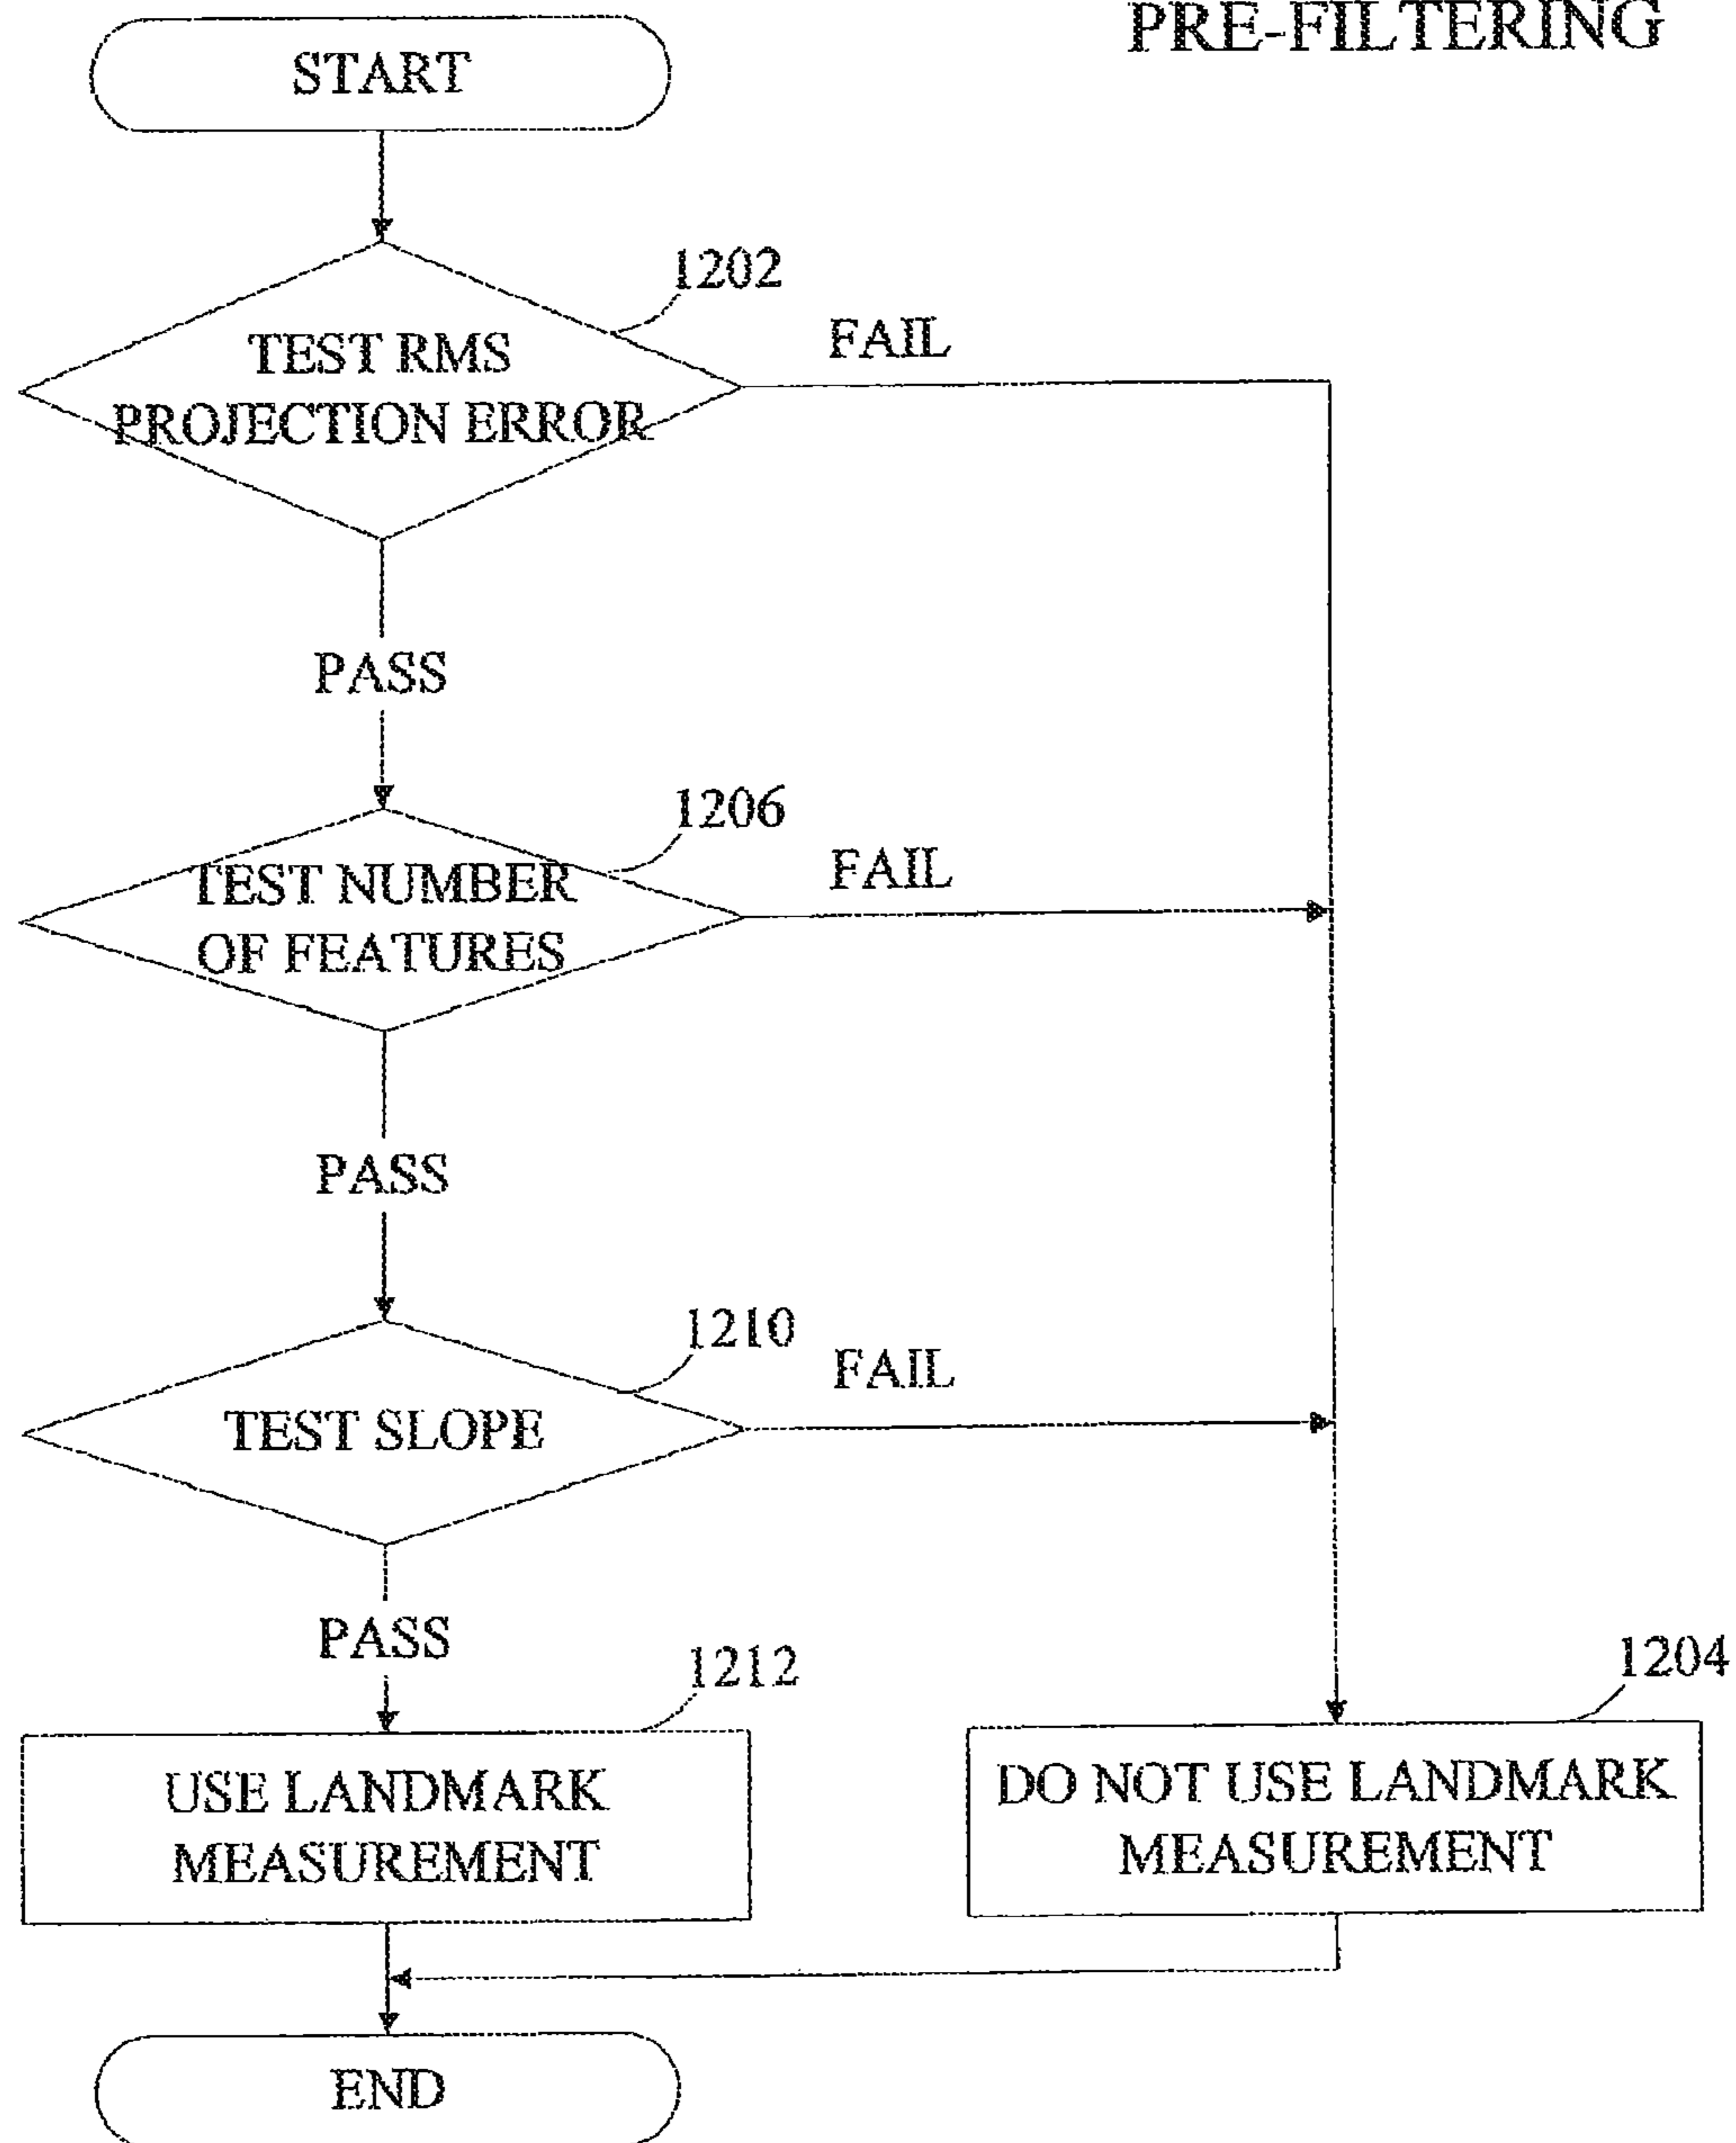 PRE-FILTERING
START
1202
TEST RMS
PROJECTION ERROR
FAIL
PASS
1206
TEST NUMBER
OF FEATURES
FAIL
PASS
1210
TEST SLOPE
FAIL
PASS
1212
USE LANDMARK
MEASUREMENT
1204
DO NOT USE LANDMARK
MEASUREMENT
END